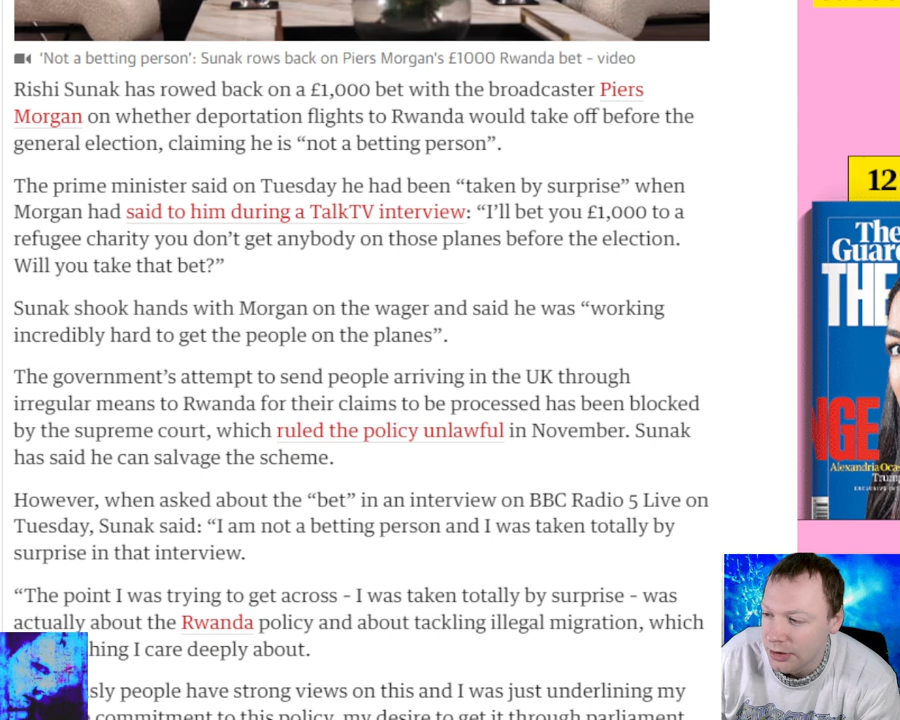 'Not a betting person': Sunak rows back on Piers Morgan's £1000 Rwanda bet – video
Rishi Sunak has rowed back on a £1,000 bet with the broadcaster Piers
Morgan on whether deportation flights to Rwanda would take off before the
general election, claiming he is “not a betting person”.
The prime minister said on Tuesday he had been “taken by surprise” when
Morgan had said to him during a TalkTV interview: “I’ll bet you £1,000 to a
refugee charity you don’t get anybody on those planes before the election.
Will you take that bet?”
Sunak shook hands with Morgan on the wager and said he was “working
incredibly hard to get the people on the planes”.
The government’s attempt to send people arriving in the UK through
irregular means to Rwanda for their claims to be processed has been blocked
by the supreme court, which ruled the policy unlawful in November. Sunak
has said he can salvage the scheme.
However, when asked about the “bet” in an interview on BBC Radio 5 Live on
Tuesday, Sunak said: “I am not a betting person and I was taken totally by
surprise in that interview.
“The point I was trying to get across – I was taken totally by surprise – was
actually about the Rwanda policy and about tackling illegal migration, which
hing I care deeply about.
sly people have strong views on this and I was just underlining my
commitment to this policy, my desire to get it through parliament
12
The
Guar
THE
NGE
Alexandria Ocas
Trum